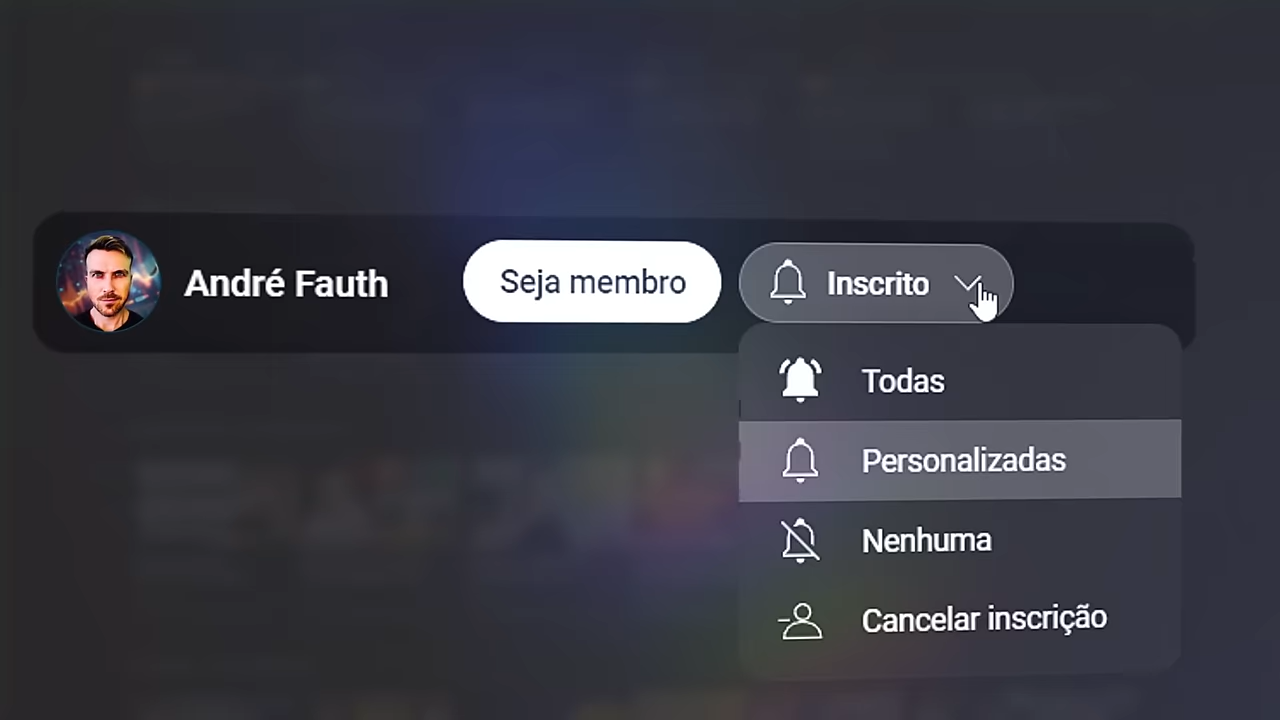 André Fauth
Seja membro
Inscrito
Todas
Personalizadas
Nenhuma
Cancelar inscrição